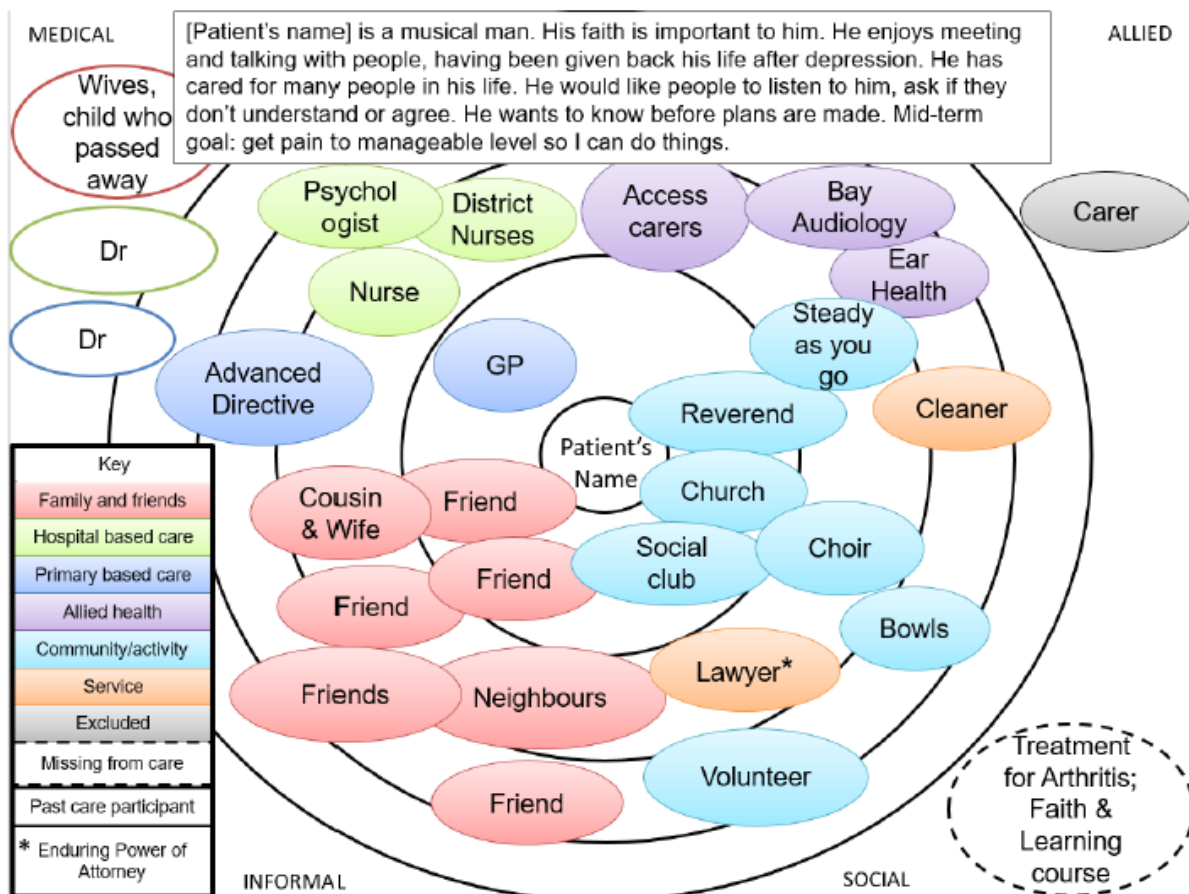 MEDICAL
ALLIED
[Patient's name] is a musical man. His faith is important to him. He enjoys meeting
and talking with people, having been given back his life after depression. He has
cared for many people in his life. He would like people to listen to him, ask if they
don't understand or agree. He wants to know before plans are made. Mid-term
goal: get pain to manageable level so I can do things.
Wives,
child who
passed
away
Dr
Dr
Psychol
ogist
District
Nurses
Nurse
Access
carers
Bay
Audiology
Ear
Health
Carer
Advanced
Directive
GP
Steady
as you
go
Reverend
Cleaner
Patient's
Name
Church
Cousin
& Wife
Friend
Social
club
Choir
Friend
Friend
Bowls
Friends
Neighbours
Lawyer*
Friend
Volunteer
Treatment
for Arthritis;
Faith &
Learning
course
Key
Family and friends
Hospital based care
Primary based care
Allied health
Community/activity
Service
Excluded
Missing from care
Past care participant
* Enduring Power of
Attorney
INFORMAL
SOCIAL